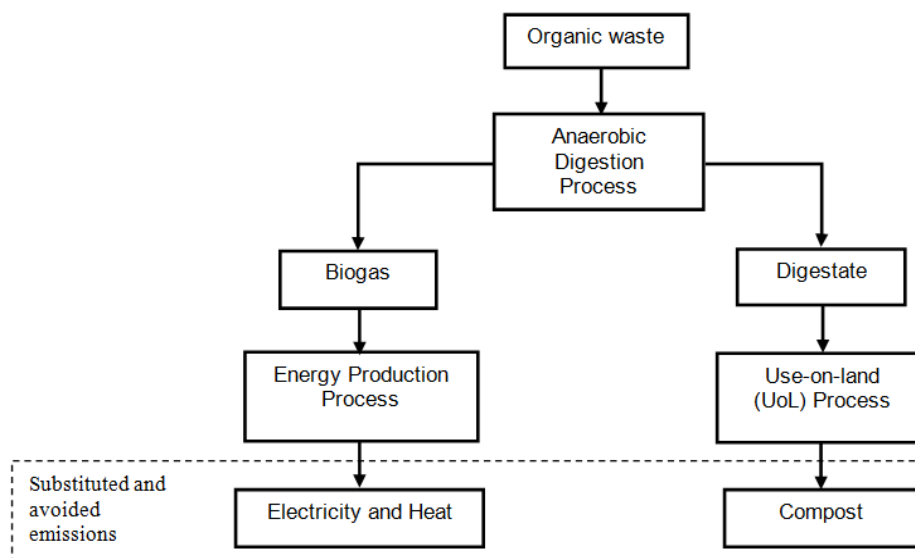 Organic waste
Anaerobic
Digestion
Process
Biogas
Digestate
Energy Production
Process
Use-on-land
(UoL) Process
Substituted and
avoided
emissions
Electricity and Heat
Compost